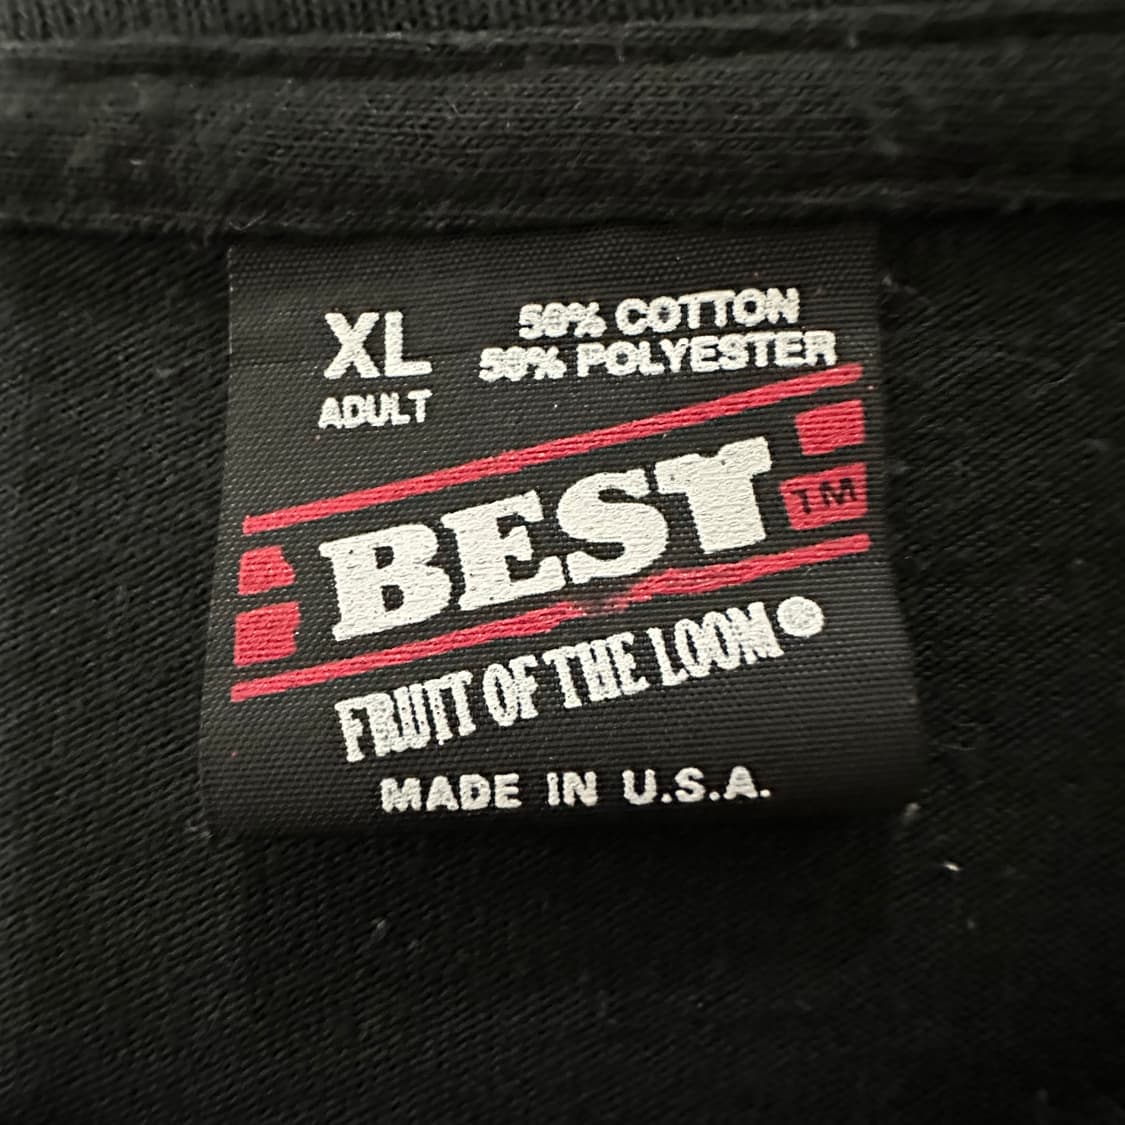 XL
ADULT
50% COTTON
50% POLYESTER
BEST
TM
FRUIT OF THE LOOM®
MADE IN U.S.A.